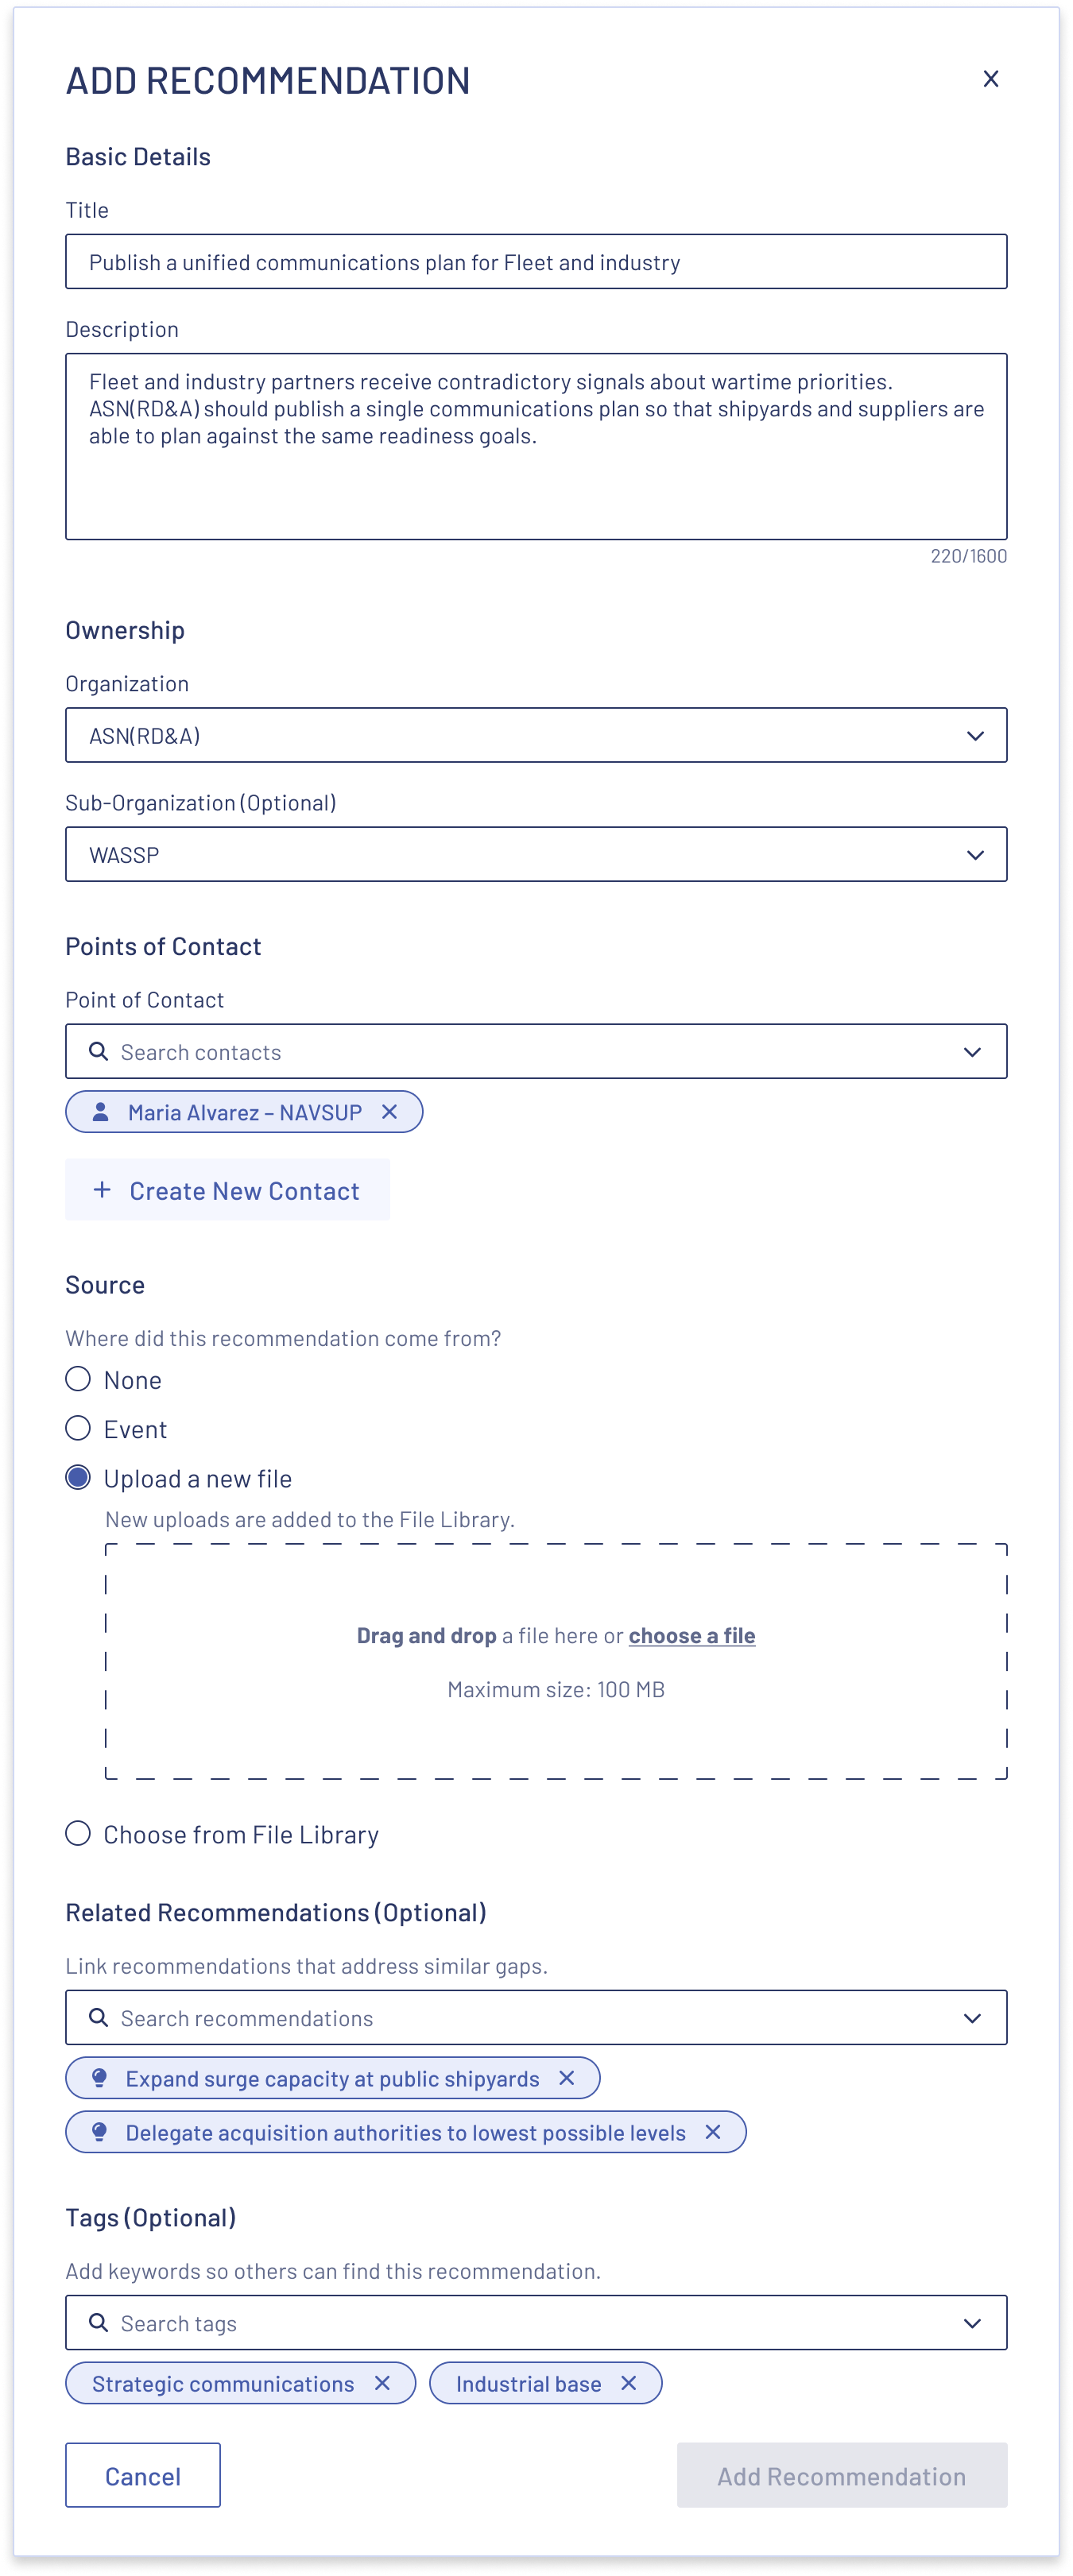 ADD RECOMMENDATION
X
Basic Details
Title
Publish a unified communications plan for Fleet and industry
Description
Fleet and industry partners receive contradictory signals about wartime priorities.
ASN(RD&A) should publish a single communications plan so that shipyards and suppliers are
able to plan against the same readiness goals.
220/1600
Ownership
Organization
ASN(RD&A)
Sub-Organization (Optional)
WASSP
Points of Contact
Point of Contact
Search contacts
Maria Alvarez – NAVSUP
+ Create New Contact
Source
Where did this recommendation come from?
None
Event
Upload a new file
New uploads are added to the File Library.
Drag and drop a file here or choose a file
Maximum size: 100 MB
Choose from File Library
Related Recommendations (Optional)
Link recommendations that address similar gaps.
Search recommendations
Expand surge capacity at public shipyards
Delegate acquisition authorities to lowest possible levels
Tags (Optional)
Add keywords so others can find this recommendation.
Search tags
Strategic communications
Industrial base
Cancel
Add Recommendation